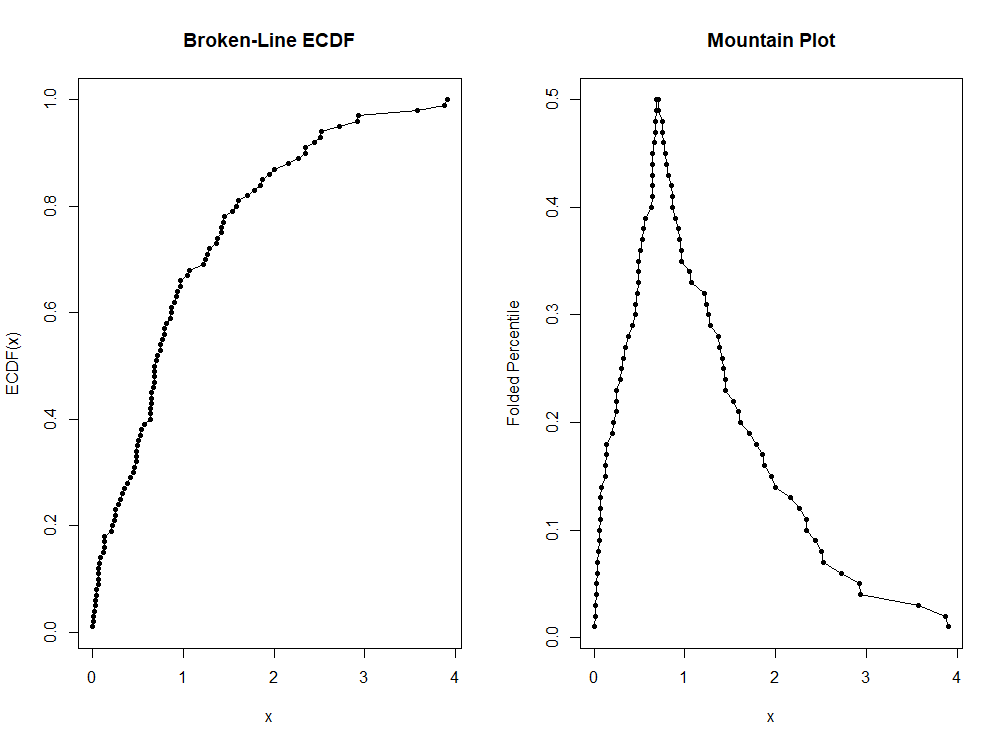 Broken-Line ECDF
ECDF(x)
1.0
0.8
0.6
0.4
0.2
0.0
0 1 2 3 4
x
Mountain Plot
Folded Percentile
0.5
0.4
0.3
0.2
0.1
0.0
0 1 2 3 4
x